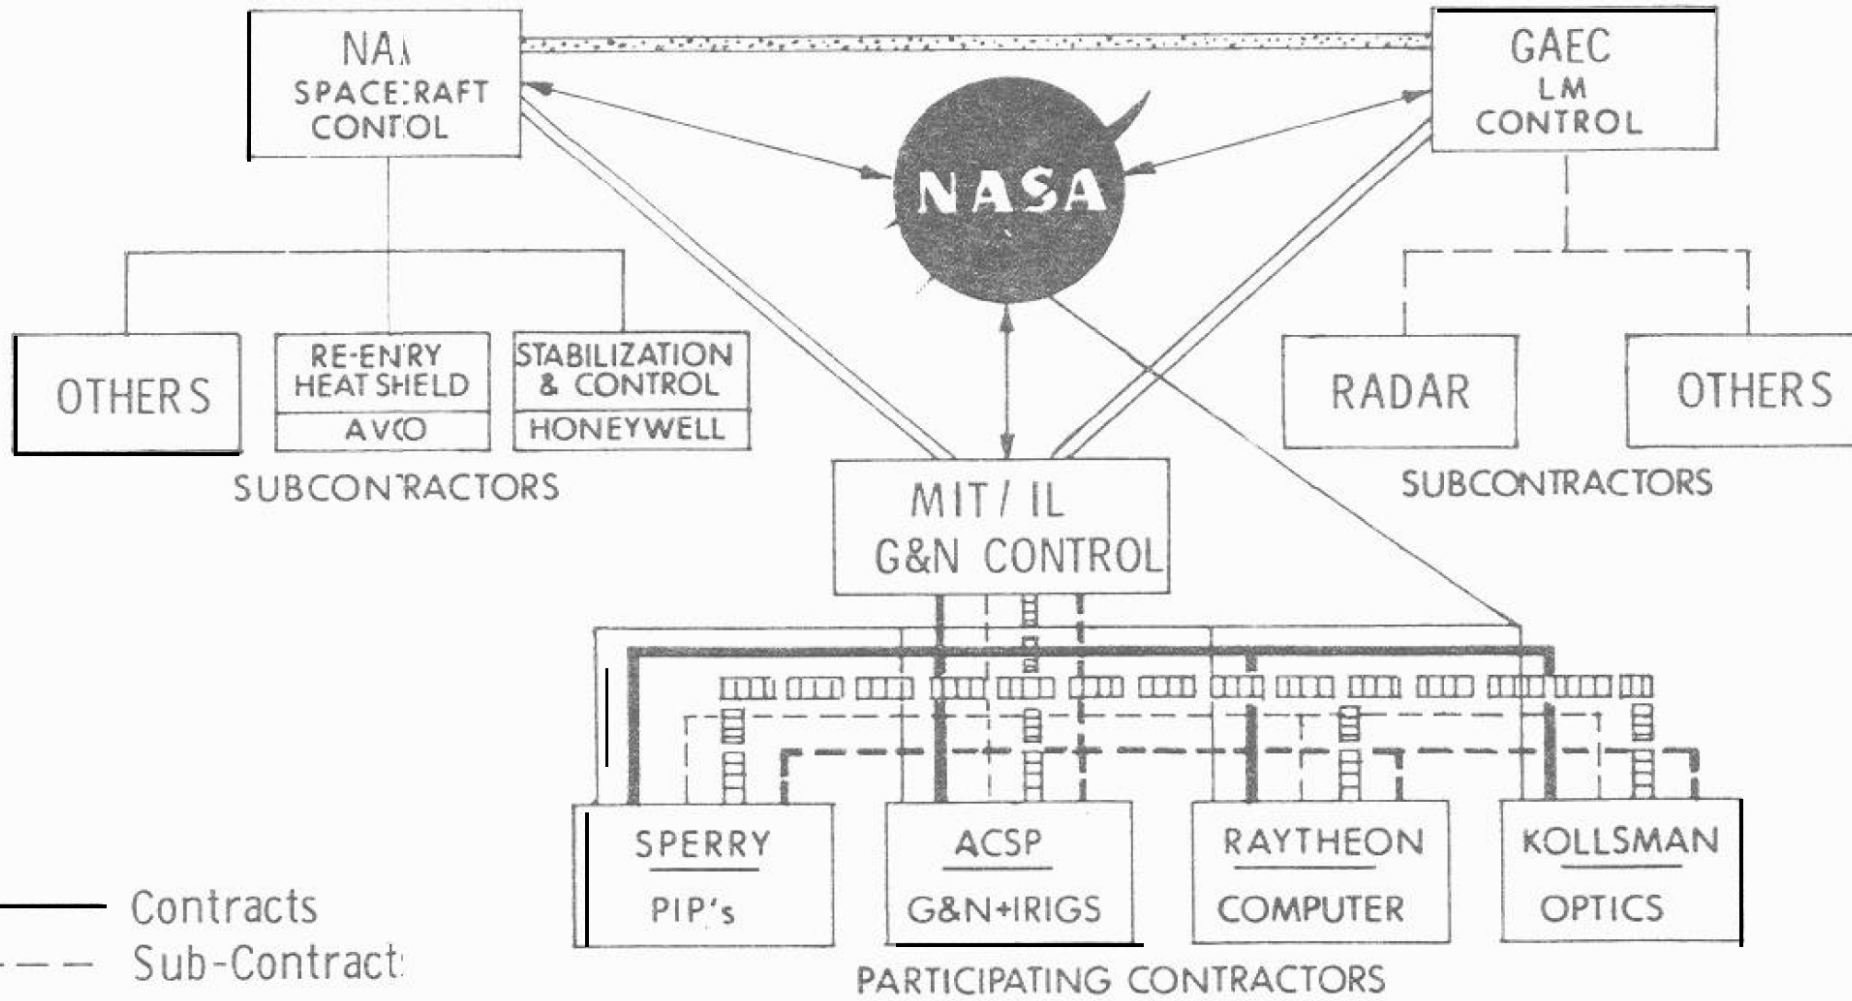 NAA
SPACECRAFT
CONTROL
GAEC
LM
CONTROL
NASA
OTHERS
RE-ENTRY
HEAT SHIELD
AVCO
STABILIZATION
& CONTROL
HONEYWELL
SUBCONTRACTORS
RADAR
OTHERS
SUBCONTRACTORS
MIT/IL
G&N CONTROL
SPERRY
PIP's
ACSP
G&N+IRIGS
RAYTHEON
COMPUTER
KOLLSMAN
OPTICS
Contracts
Sub-Contracts
PARTICIPATING CONTRACTORS